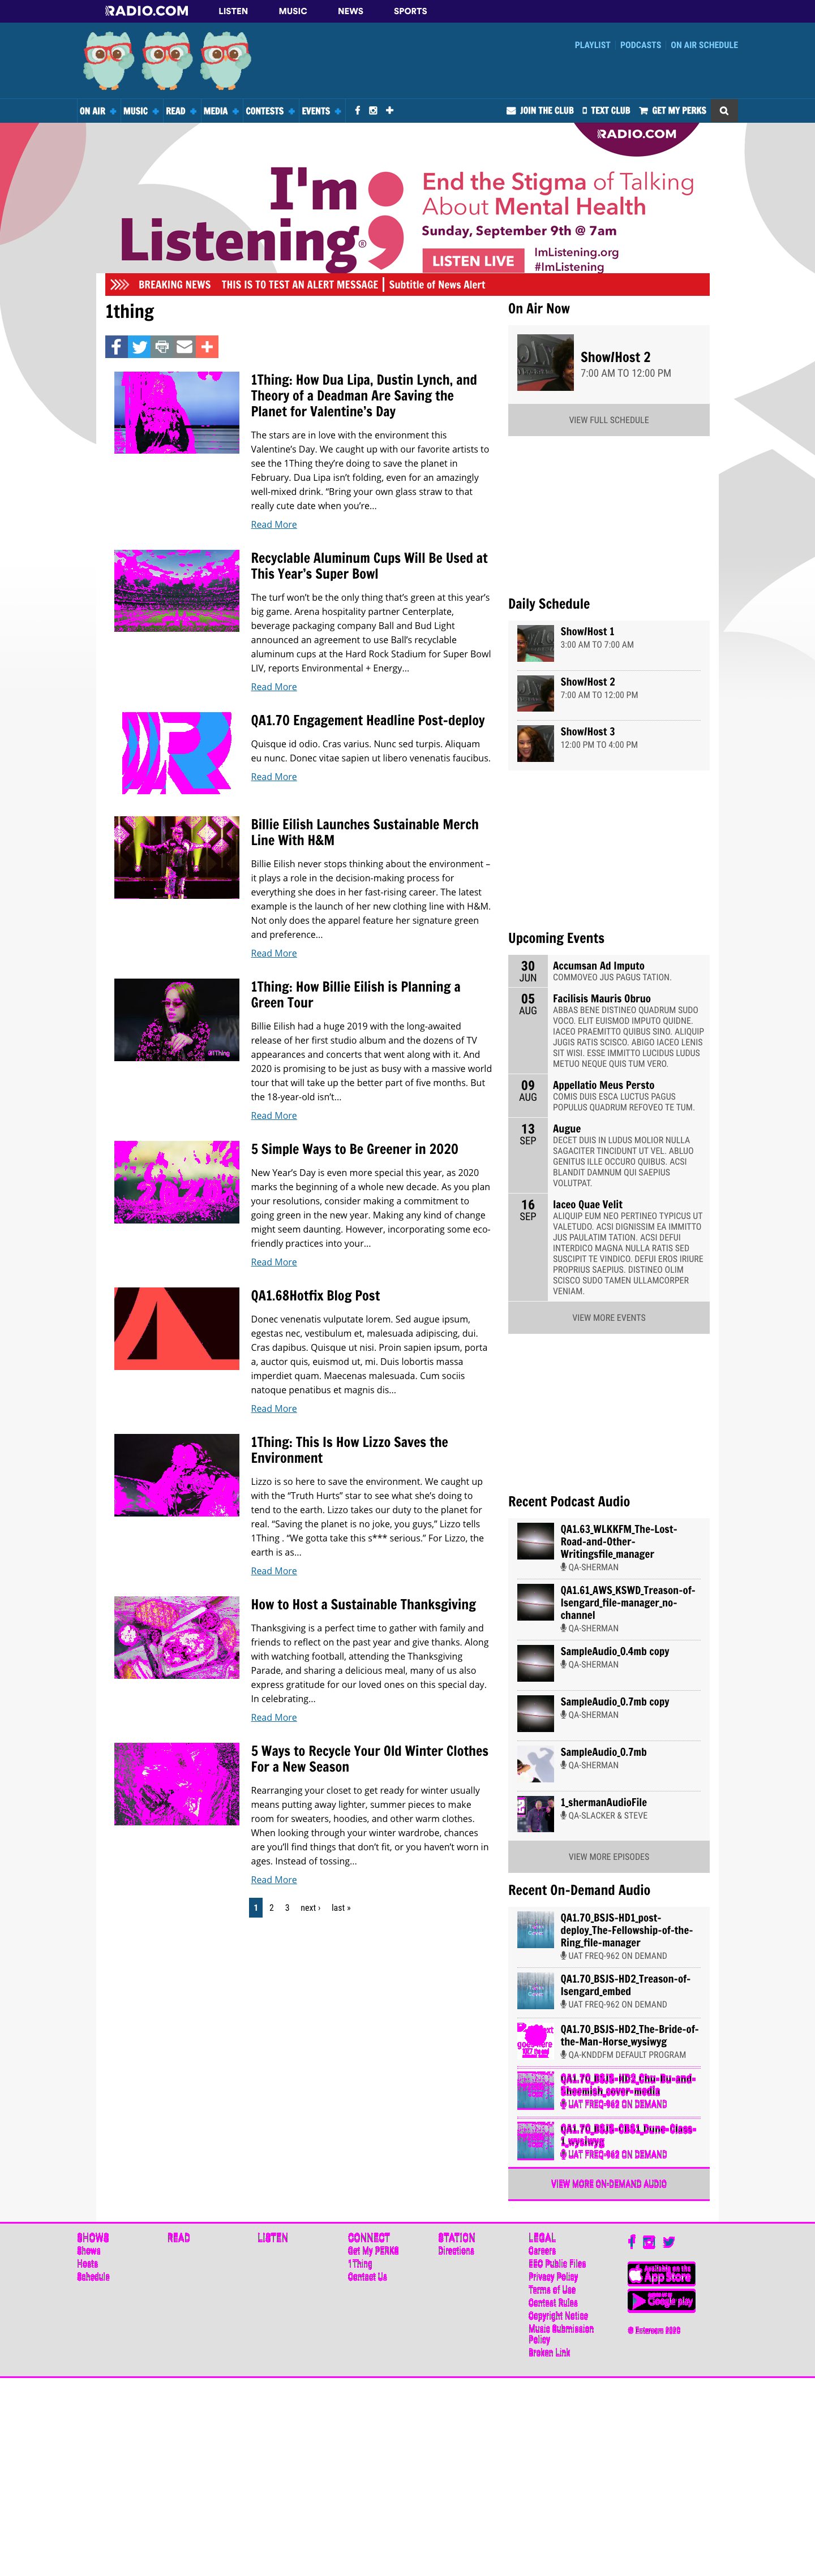 RADIO.COM LISTEN MUSIC NEWS SPORTS
PLAYLIST PODCASTS ON AIR SCHEDULE
ON AIR MUSIC READ MEDIA CONTESTS EVENTS JOIN THE CLUB TEXT CLUB GET MY PERKS
RADIO.COM
I'm
Listening®
End the Stigma of Talking
About Mental Health
Sunday, September 9th @ 7am
LISTEN LIVE
ImListening.org
#ImListening
BREAKING NEWS THIS IS TO TEST AN ALERT MESSAGE | Subtitle of News Alert
1thing
1Thing: How Dua Lipa, Dustin Lynch, and
Theory of a Deadman Are Saving the
Planet for Valentine’s Day
The stars are in love with the environment this
Valentine’s Day. We caught up with our favorite artists to
see the 1Thing they’re doing to save the planet in
February. Dua Lipa isn’t folding, even for an amazingly
well-mixed drink. “Bring your own glass straw to that
really cute date when you’re...
Read More
Recyclable Aluminum Cups Will Be Used at
This Year’s Super Bowl
The turf won’t be the only thing that’s green at this year’s
big game. Arena hospitality partner Centerplate,
beverage packaging company Ball and Bud Light
announced an agreement to use Ball’s recyclable
aluminum cups at the Hard Rock Stadium for Super Bowl
LIV, reports Environmental + Energy...
Read More
QA1.70 Engagement Headline Post-deploy
Quisque id odio. Cras varius. Nunc sed turpis. Aliquam
eu nunc. Donec vitae sapien ut libero venenatis faucibus.
Read More
Billie Eilish Launches Sustainable Merch
Line With H&M
Billie Eilish never stops thinking about the environment –
it plays a role in the decision-making process for
everything she does in her fast-rising career. The latest
example is the launch of her new clothing line with H&M.
Not only does the apparel feature her signature green
and preference...
Read More
#1Thing
1Thing: How Billie Eilish is Planning a
Green Tour
Billie Eilish had a huge 2019 with the long-awaited
release of her first studio album and the dozens of TV
appearances and concerts that went along with it. And
2020 is promising to be just as busy with a massive world
tour that will take up the better part of five months. But
the 18-year-old isn’t...
Read More
2020
5 Simple Ways to Be Greener in 2020
New Year’s Day is even more special this year, as 2020
marks the beginning of a whole new decade. As you plan
your resolutions, consider making a commitment to
going green in the new year. Making any kind of change
might seem daunting. However, incorporating some eco-
friendly practices into your...
Read More
QA1.68Hotfix Blog Post
Donec venenatis vulputate lorem. Sed augue ipsum,
egestas nec, vestibulum et, malesuada adipiscing, dui.
Cras dapibus. Quisque ut nisi. Proin sapien ipsum, porta
a, auctor quis, euismod ut, mi. Duis lobortis massa
imperdiet quam. Maecenas malesuada. Cum sociis
natoque penatibus et magnis dis...
Read More
1Thing: This Is How Lizzo Saves the
Environment
Lizzo is so here to save the environment. We caught up
with the “Truth Hurts” star to see what she’s doing to
tend to the earth. Lizzo takes our duty to the planet for
real. “Saving the planet is no joke, you guys,” Lizzo tells
1Thing . “We gotta take this s*** serious.” For Lizzo, the
earth is as...
Read More
How to Host a Sustainable Thanksgiving
Thanksgiving is a perfect time to gather with family and
friends to reflect on the past year and give thanks. Along
with watching football, attending the Thanksgiving
Parade, and sharing a delicious meal, many of us also
express gratitude for our loved ones on this special day.
In celebrating...
Read More
5 Ways to Recycle Your Old Winter Clothes
For a New Season
Rearranging your closet to get ready for winter usually
means putting away lighter, summer pieces to make
room for sweaters, hoodies, and other warm clothes.
When looking through your winter wardrobe, chances
are you’ll find things that don’t fit, or you haven’t worn in
ages. Instead of tossing...
Read More
1 2 3 next › last »
On Air Now
Show/Host 2
7:00 AM TO 12:00 PM
VIEW FULL SCHEDULE
Daily Schedule
Show/Host 1
3:00 AM TO 7:00 AM
Show/Host 2
7:00 AM TO 12:00 PM
Show/Host 3
12:00 PM TO 4:00 PM
Upcoming Events
30 JUN
Accumsan Ad Imputo
COMMOVEO JUS PAGUS TATION.
05 AUG
Facilisis Mauris Obruo
ABBAS BENE DISTINEO QUADRUM SUDO
VOCO. ELIT EUISMOD IMPUTO QUIDNE.
IACEO PRAEMITTO QUIBUS SINO. ALIQUIP
JUGIS RATIS SCISCO. ABIGO IACEO LENIS
SIT WISI. ESSE IMMITTO LUCIDUS LUDUS
METUO NEQUE QUIS TUM VERO.
09 AUG
Appellatio Meus Persto
COMIS DUIS ESCA LUCTUS PAGUS
POPULUS QUADRUM REFOVEO TE TUM.
13 SEP
Augue
DECET DUIS IN LUDUS MOLIOR NULLA
SAGACITER TINCIDUNT UT VEL. ABLUO
GENITUS ILLE OCCURO QUIBUS. ACSI
BLANDIT DAMNUM QUI SAEPIUS
VOLUTPAT.
16 SEP
Iaceo Quae Velit
ALIQUIP EUM NEO PERTINEO TYPICUS UT
VALETUDO. ACSI DIGNISSIM EA IMMITTO
JUS PAULATIM TATION. ACSI DEFUI
INTERDICO MAGNA NULLA RATIS SED
SUSCIPIT TE VINDICO. DEFUI EROS IRIURE
PROPRIUS SAEPIUS. DISTINEO OLIM
SCISCO SUDO TAMEN ULLAMCORPER
VENIAM.
VIEW MORE EVENTS
Recent Podcast Audio
QA1.63_WLKKFM_The-Lost-
Road-and-Other-
Writingsfile_manager
QA-SHERMAN
QA1.61_AWS_KSWD_Treason-of-
Isengard_file-manager_no-
channel
QA-SHERMAN
SampleAudio_0.4mb copy
QA-SHERMAN
SampleAudio_0.7mb copy
QA-SHERMAN
SampleAudio_0.7mb
QA-SHERMAN
1_shermanAudioFile
QA-SLACKER & STEVE
VIEW MORE EPISODES
Recent On-Demand Audio
QA1.70_BSJS-HD1_post-
deploy_The-Fellowship-of-the-
Ring_file-manager
UAT FREQ-962 ON DEMAND
QA1.70_BSJS-HD2_Treason-of-
Isengard_embed
UAT FREQ-962 ON DEMAND
QA1.70_BSJS-HD2_The-Bride-of-
the-Man-Horse_wysiwyg
QA-KNDDFM DEFAULT PROGRAM
QA1.70_BSJS-HD2_Chu-Bu-and-
Sheemish_cover-media
UAT FREQ-962 ON DEMAND
QA1.70_BSJS-CBS1_Dune-Class-
1_wysiwyg
UAT FREQ-962 ON DEMAND
VIEW MORE ON-DEMAND AUDIO
SHOWS
Shows
Hosts
Schedule
READ
LISTEN
CONNECT
Get My PERKS
1Thing
Contact Us
STATION
Directions
LEGAL
Careers
EEO Public Files
Privacy Policy
Terms of Use
Contest Rules
Copyright Notice
Music Submission
Policy
Broken Link
Available on the
App Store
Google play
© Entercom 2020